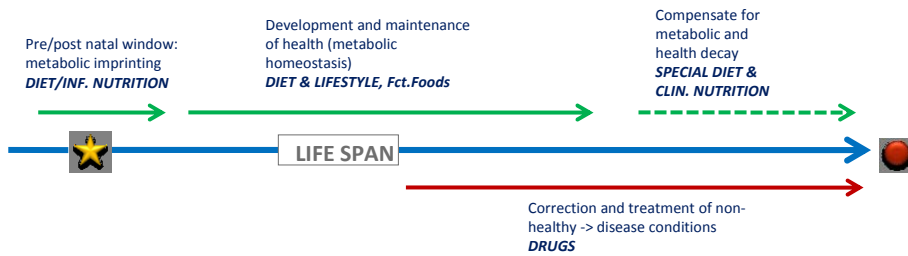 Pre/post natal window:
metabolic imprinting
DIET/INF. NUTRITION
Development and maintenance
of health (metabolic
homeostasis)
DIET & LIFESTYLE, Fct.Foods
Compensate for
metabolic and
health decay
SPECIAL DIET &
CLIN. NUTRITION
LIFE SPAN
Correction and treatment of non-
healthy -> disease conditions
DRUGS